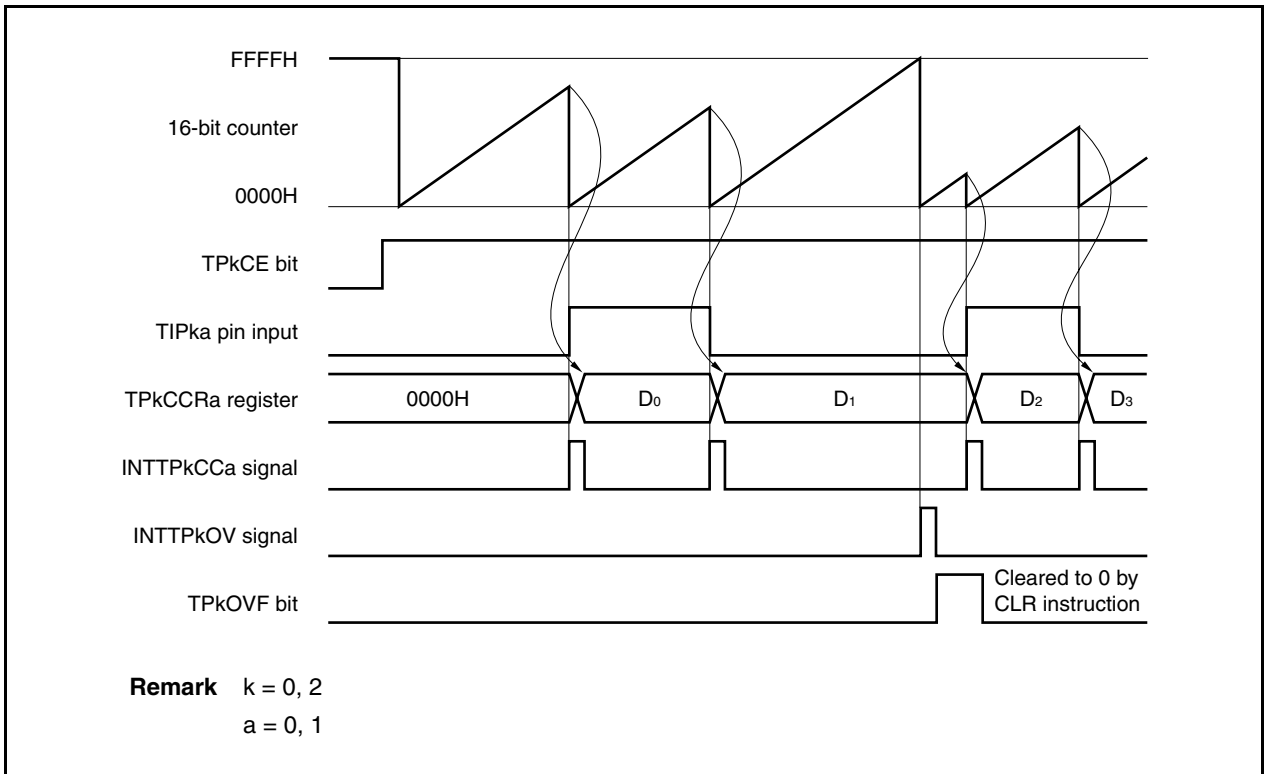 FFFFH
16-bit counter
0000H
TPkCE bit
TIPka pin input
TPkCCRa register
0000H
D0
D1
D2
D3
INTTPkCCa signal
INTTPkOV signal
TPkOVF bit
Cleared to 0 by
CLR instruction
Remark k = 0, 2
a = 0, 1